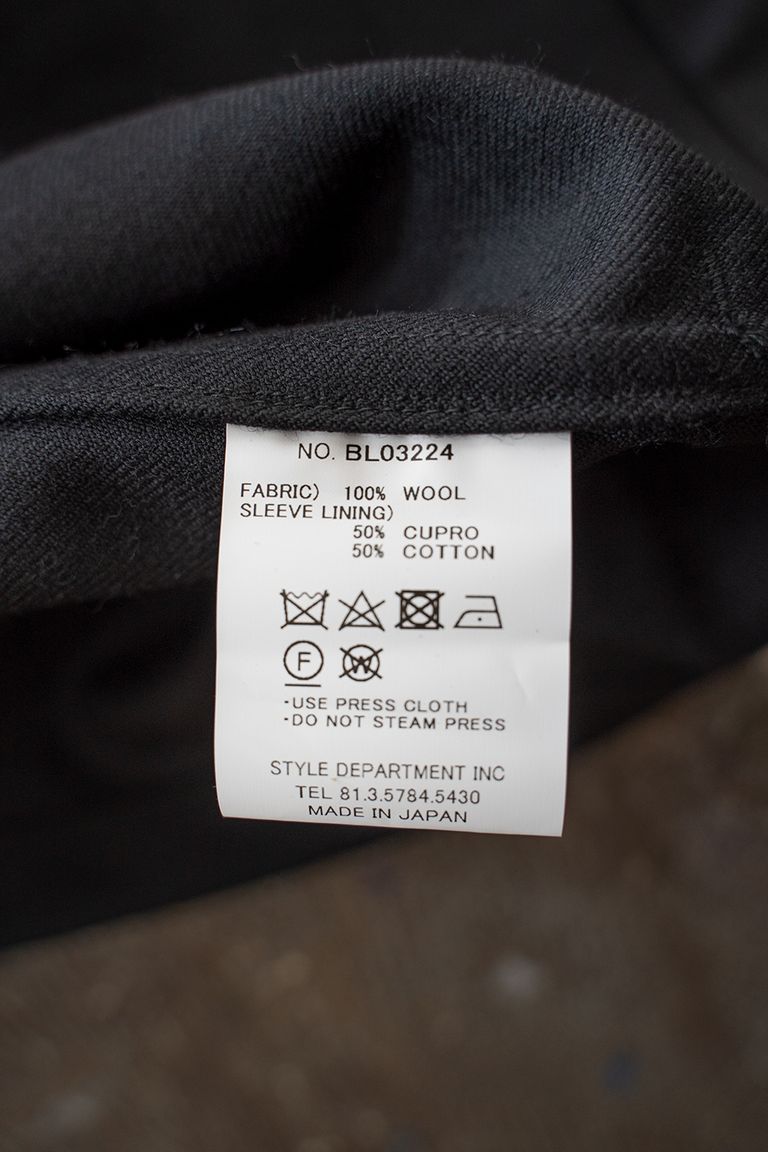 NO. BL03224
FABRIC) 100% WOOL
SLEEVE LINING)
50% CUPRO
50% COTTON
F W
·USE PRESS CLOTH
·DO NOT STEAM PRESS
STYLE DEPARTMENT INC
TEL 81.3.5784.5430
MADE IN JAPAN